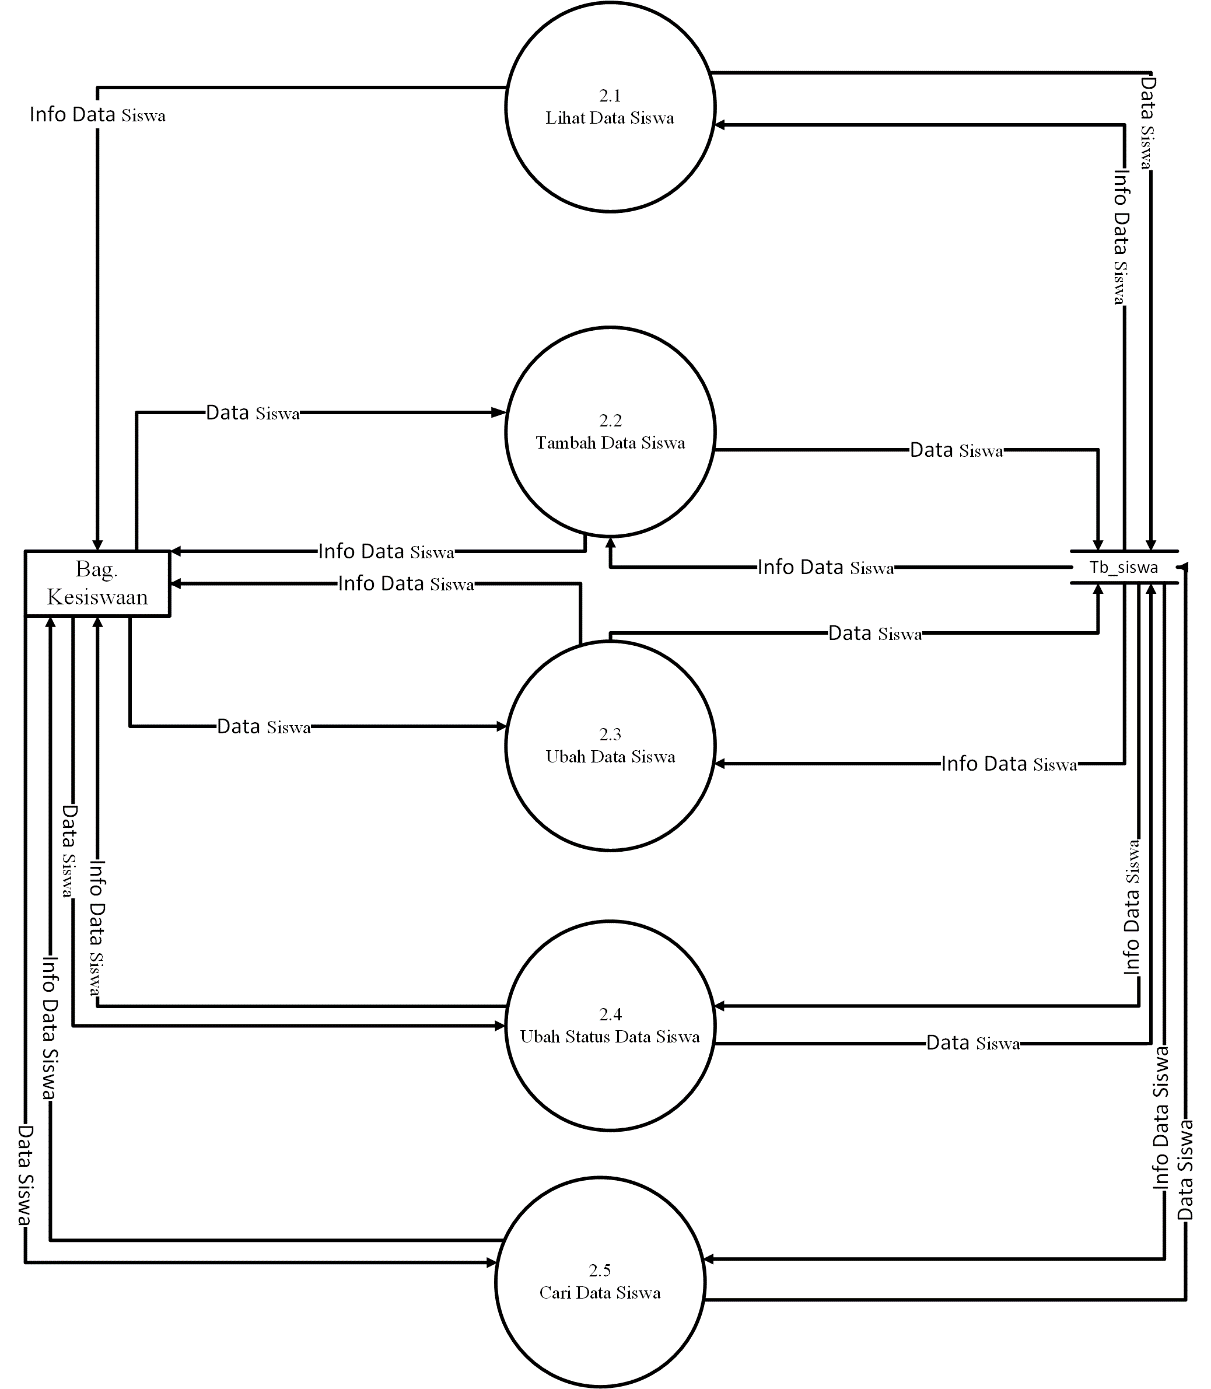 2.1
Lihat Data Siswa
Info Data Siswa
Data Siswa
Info Data Siswa
2.2
Tambah Data Siswa
Data Siswa
Data Siswa
Info Data Siswa
Info Data Siswa
Bag.
Kesiswaan
Tb_siswa
Info Data Siswa
Data Siswa
2.3
Ubah Data Siswa
Data Siswa
Info Data Siswa
Data Siswa
Info Data Siswa
Info Data Siswa
2.4
Ubah Status Data Siswa
Data Siswa
Info Data Siswa
Data Siswa
Info Data Siswa
Data Siswa
2.5
Cari Data Siswa